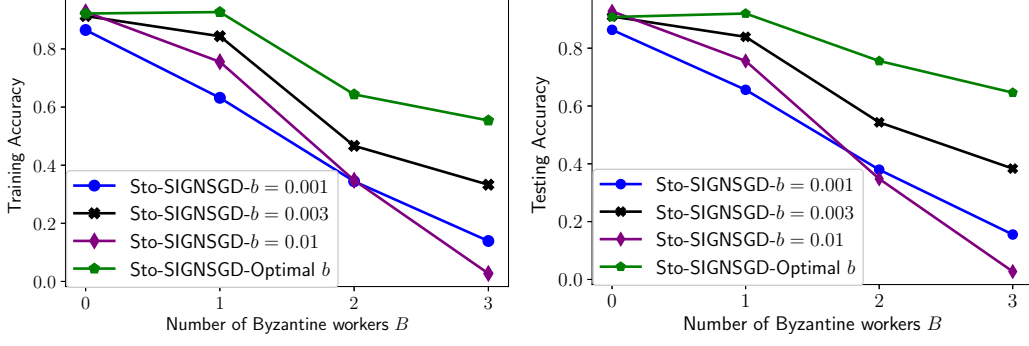 Training Accuracy
0.8
0.6
0.4
0.2
0.0
Sto-SIGNSGD-b = 0.001
Sto-SIGNSGD-b = 0.003
Sto-SIGNSGD-b = 0.01
Sto-SIGNSGD-Optimal b
0 1 2 3
Number of Byzantine workers B
Testing Accuracy
0.8
0.6
0.4
0.2
0.0
Sto-SIGNSGD-b = 0.001
Sto-SIGNSGD-b = 0.003
Sto-SIGNSGD-b = 0.01
Sto-SIGNSGD-Optimal b
0 1 2 3
Number of Byzantine workers B